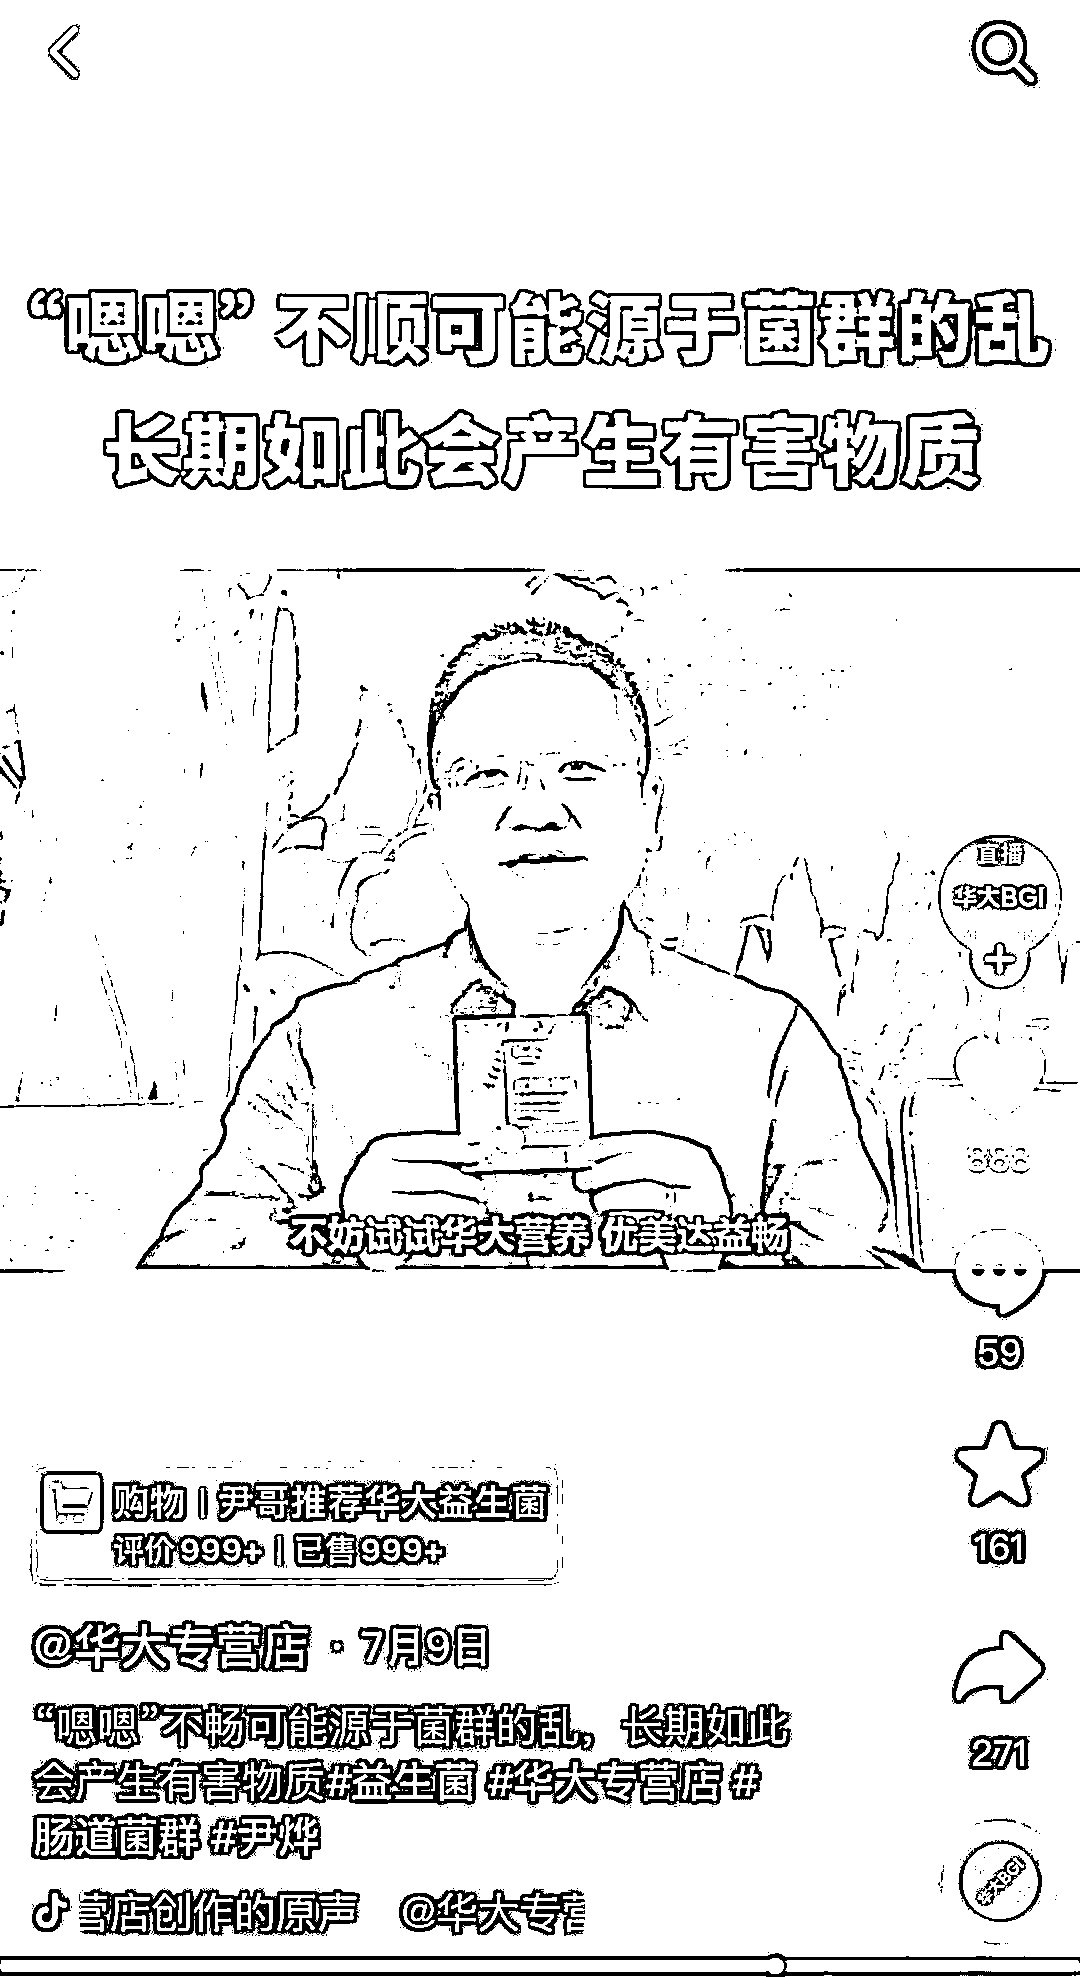 “嗯嗯” 不顺可能源于菌群的乱
长期如此会产生有害物质
直播
华大BGI
888
不妨试试华大营养 优美达益畅
59
购物 | 尹哥推荐华大益生菌
评价999+ | 已售999+
161
@华大专营店 · 7月9日
“嗯嗯”不畅可能源于菌群的乱， 长期如此
会产生有害物质#益生菌 #华大专营店 #
肠道菌群 #尹烨
271
营店创作的原声 @华大专营
华大BGI